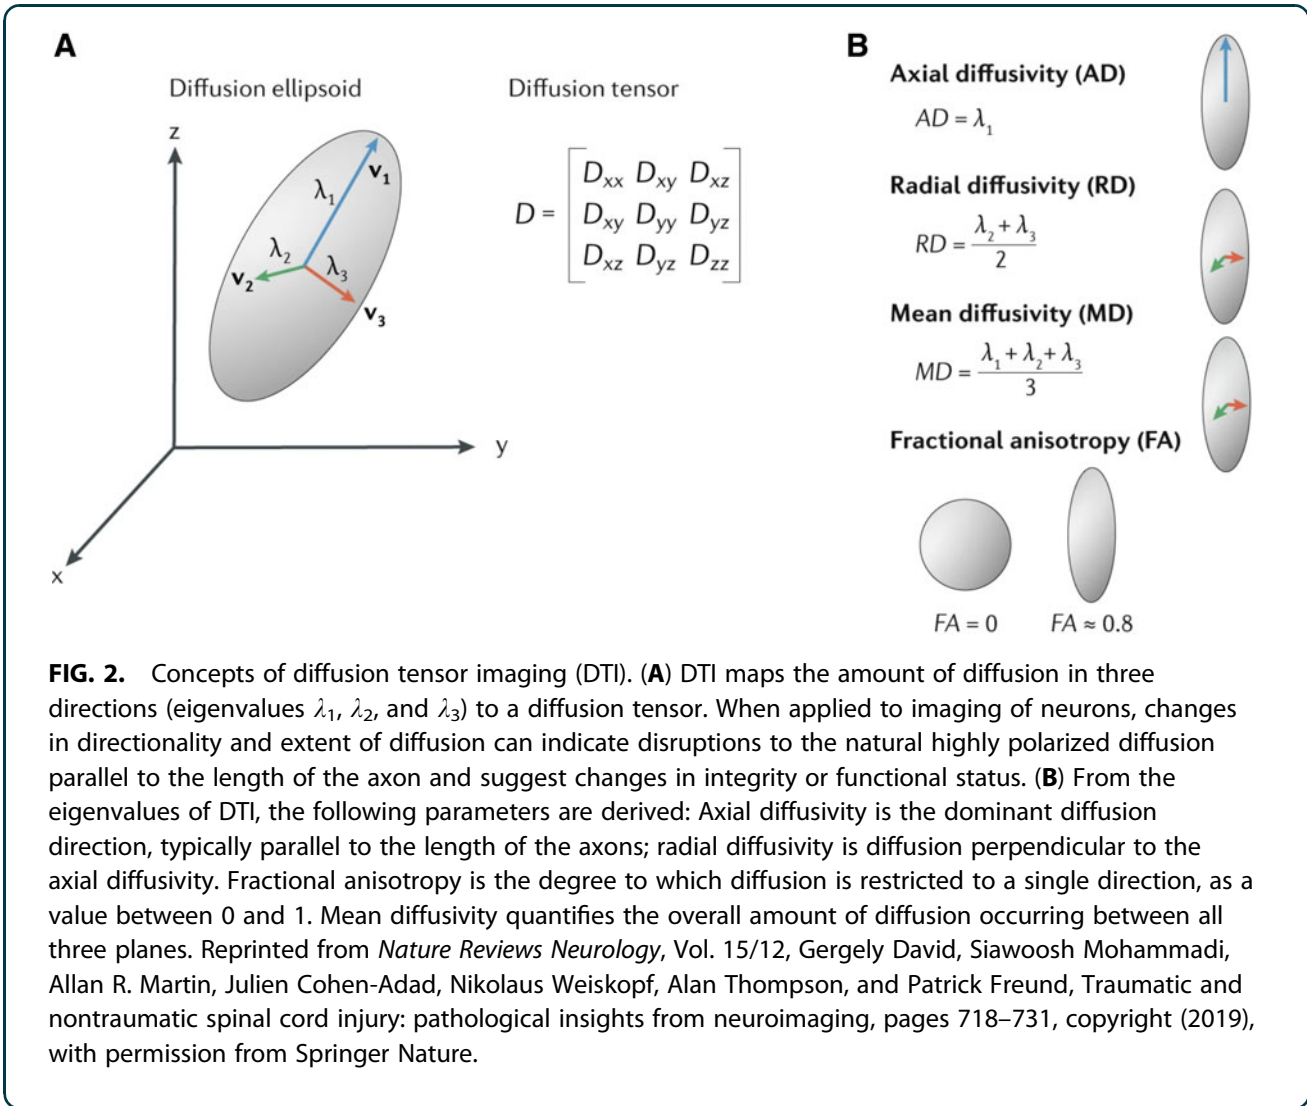 A
Diffusion ellipsoid
z
λ₁
v₁
λ₂
v₂
λ₃
v₃
y
x
Diffusion tensor
D =
Dxx Dxy Dxz
Dxy Dyy Dyz
Dxz Dyz Dzz
B
Axial diffusivity (AD)
AD = λ₁
Radial diffusivity (RD)
RD = (λ₂ + λ₃) / 2
Mean diffusivity (MD)
MD = (λ₁ + λ₂ + λ₃) / 3
Fractional anisotropy (FA)
FA = 0
FA ≈ 0.8
FIG. 2. Concepts of diffusion tensor imaging (DTI). (A) DTI maps the amount of diffusion in three
directions (eigenvalues λ₁, λ₂, and λ₃) to a diffusion tensor. When applied to imaging of neurons, changes
in directionality and extent of diffusion can indicate disruptions to the natural highly polarized diffusion
parallel to the length of the axon and suggest changes in integrity or functional status. (B) From the
eigenvalues of DTI, the following parameters are derived: Axial diffusivity is the dominant diffusion
direction, typically parallel to the length of the axons; radial diffusivity is diffusion perpendicular to the
axial diffusivity. Fractional anisotropy is the degree to which diffusion is restricted to a single direction, as a
value between 0 and 1. Mean diffusivity quantifies the overall amount of diffusion occurring between all
three planes. Reprinted from Nature Reviews Neurology, Vol. 15/12, Gergely David, Siawoosh Mohammadi,
Allan R. Martin, Julien Cohen-Adad, Nikolaus Weiskopf, Alan Thompson, and Patrick Freund, Traumatic and
nontraumatic spinal cord injury: pathological insights from neuroimaging, pages 718–731, copyright (2019),
with permission from Springer Nature.